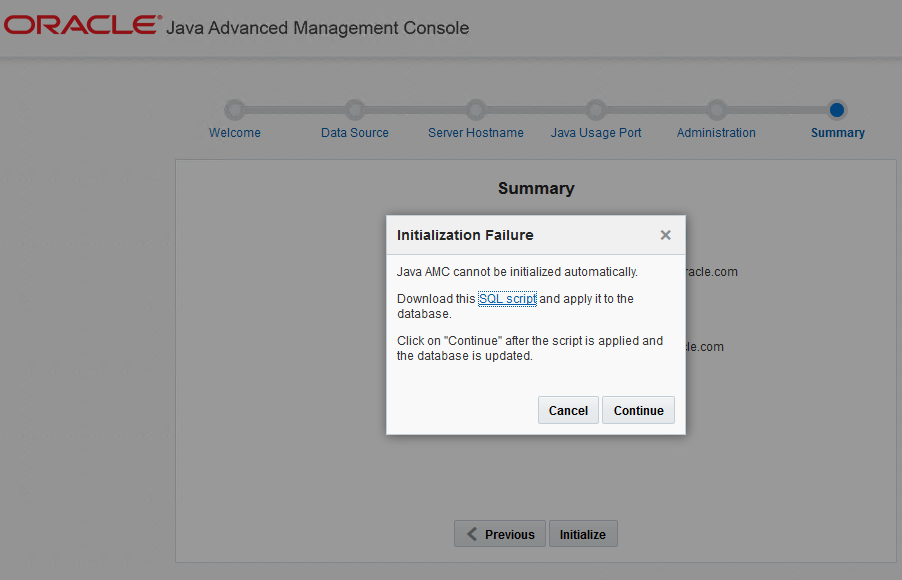 ORACLE® Java Advanced Management Console
Welcome Data Source Server Hostname Java Usage Port Administration Summary
Summary
Initialization Failure
Java AMC cannot be initialized automatically.
racle.com
Download this SQL script and apply it to the
database.
Click on "Continue" after the script is applied and
cle.com
the database is updated.
Cancel Continue
Previous Initialize